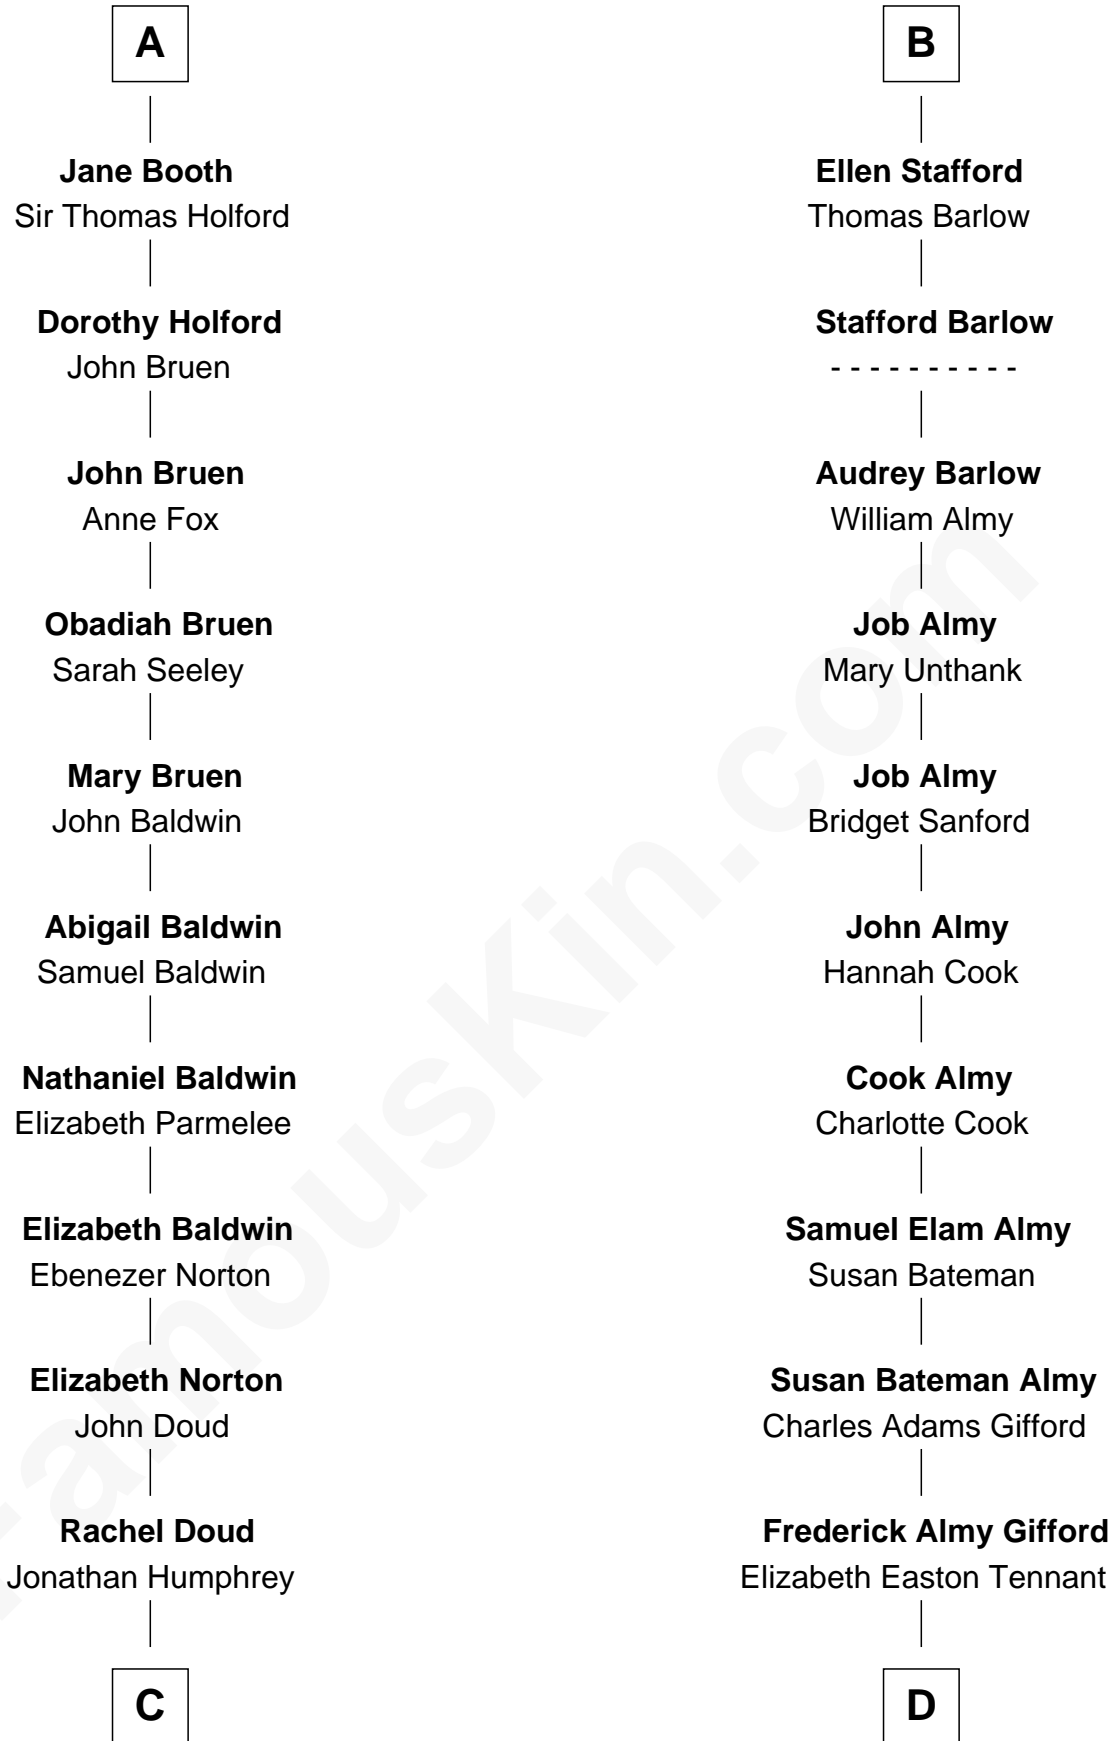 A
Jane Booth
Sir Thomas Holford
Dorothy Holford
John Bruen
John Bruen
Anne Fox
Obadiah Bruen
Sarah Seeley
Mary Bruen
John Baldwin
Abigail Baldwin
Samuel Baldwin
Nathaniel Baldwin
Elizabeth Parmelee
Elizabeth Baldwin
Ebenezer Norton
Elizabeth Norton
John Doud
Rachel Doud
Jonathan Humphrey
C
B
Ellen Stafford
Thomas Barlow
Stafford Barlow
- - - - - - - - - -
Audrey Barlow
William Almy
Job Almy
Mary Unthank
Job Almy
Bridget Sanford
John Almy
Hannah Cook
Cook Almy
Charlotte Cook
Samuel Elam Almy
Susan Bateman
Susan Bateman Almy
Charles Adams Gifford
Frederick Almy Gifford
Elizabeth Easton Tennant
D
FamousKin.com